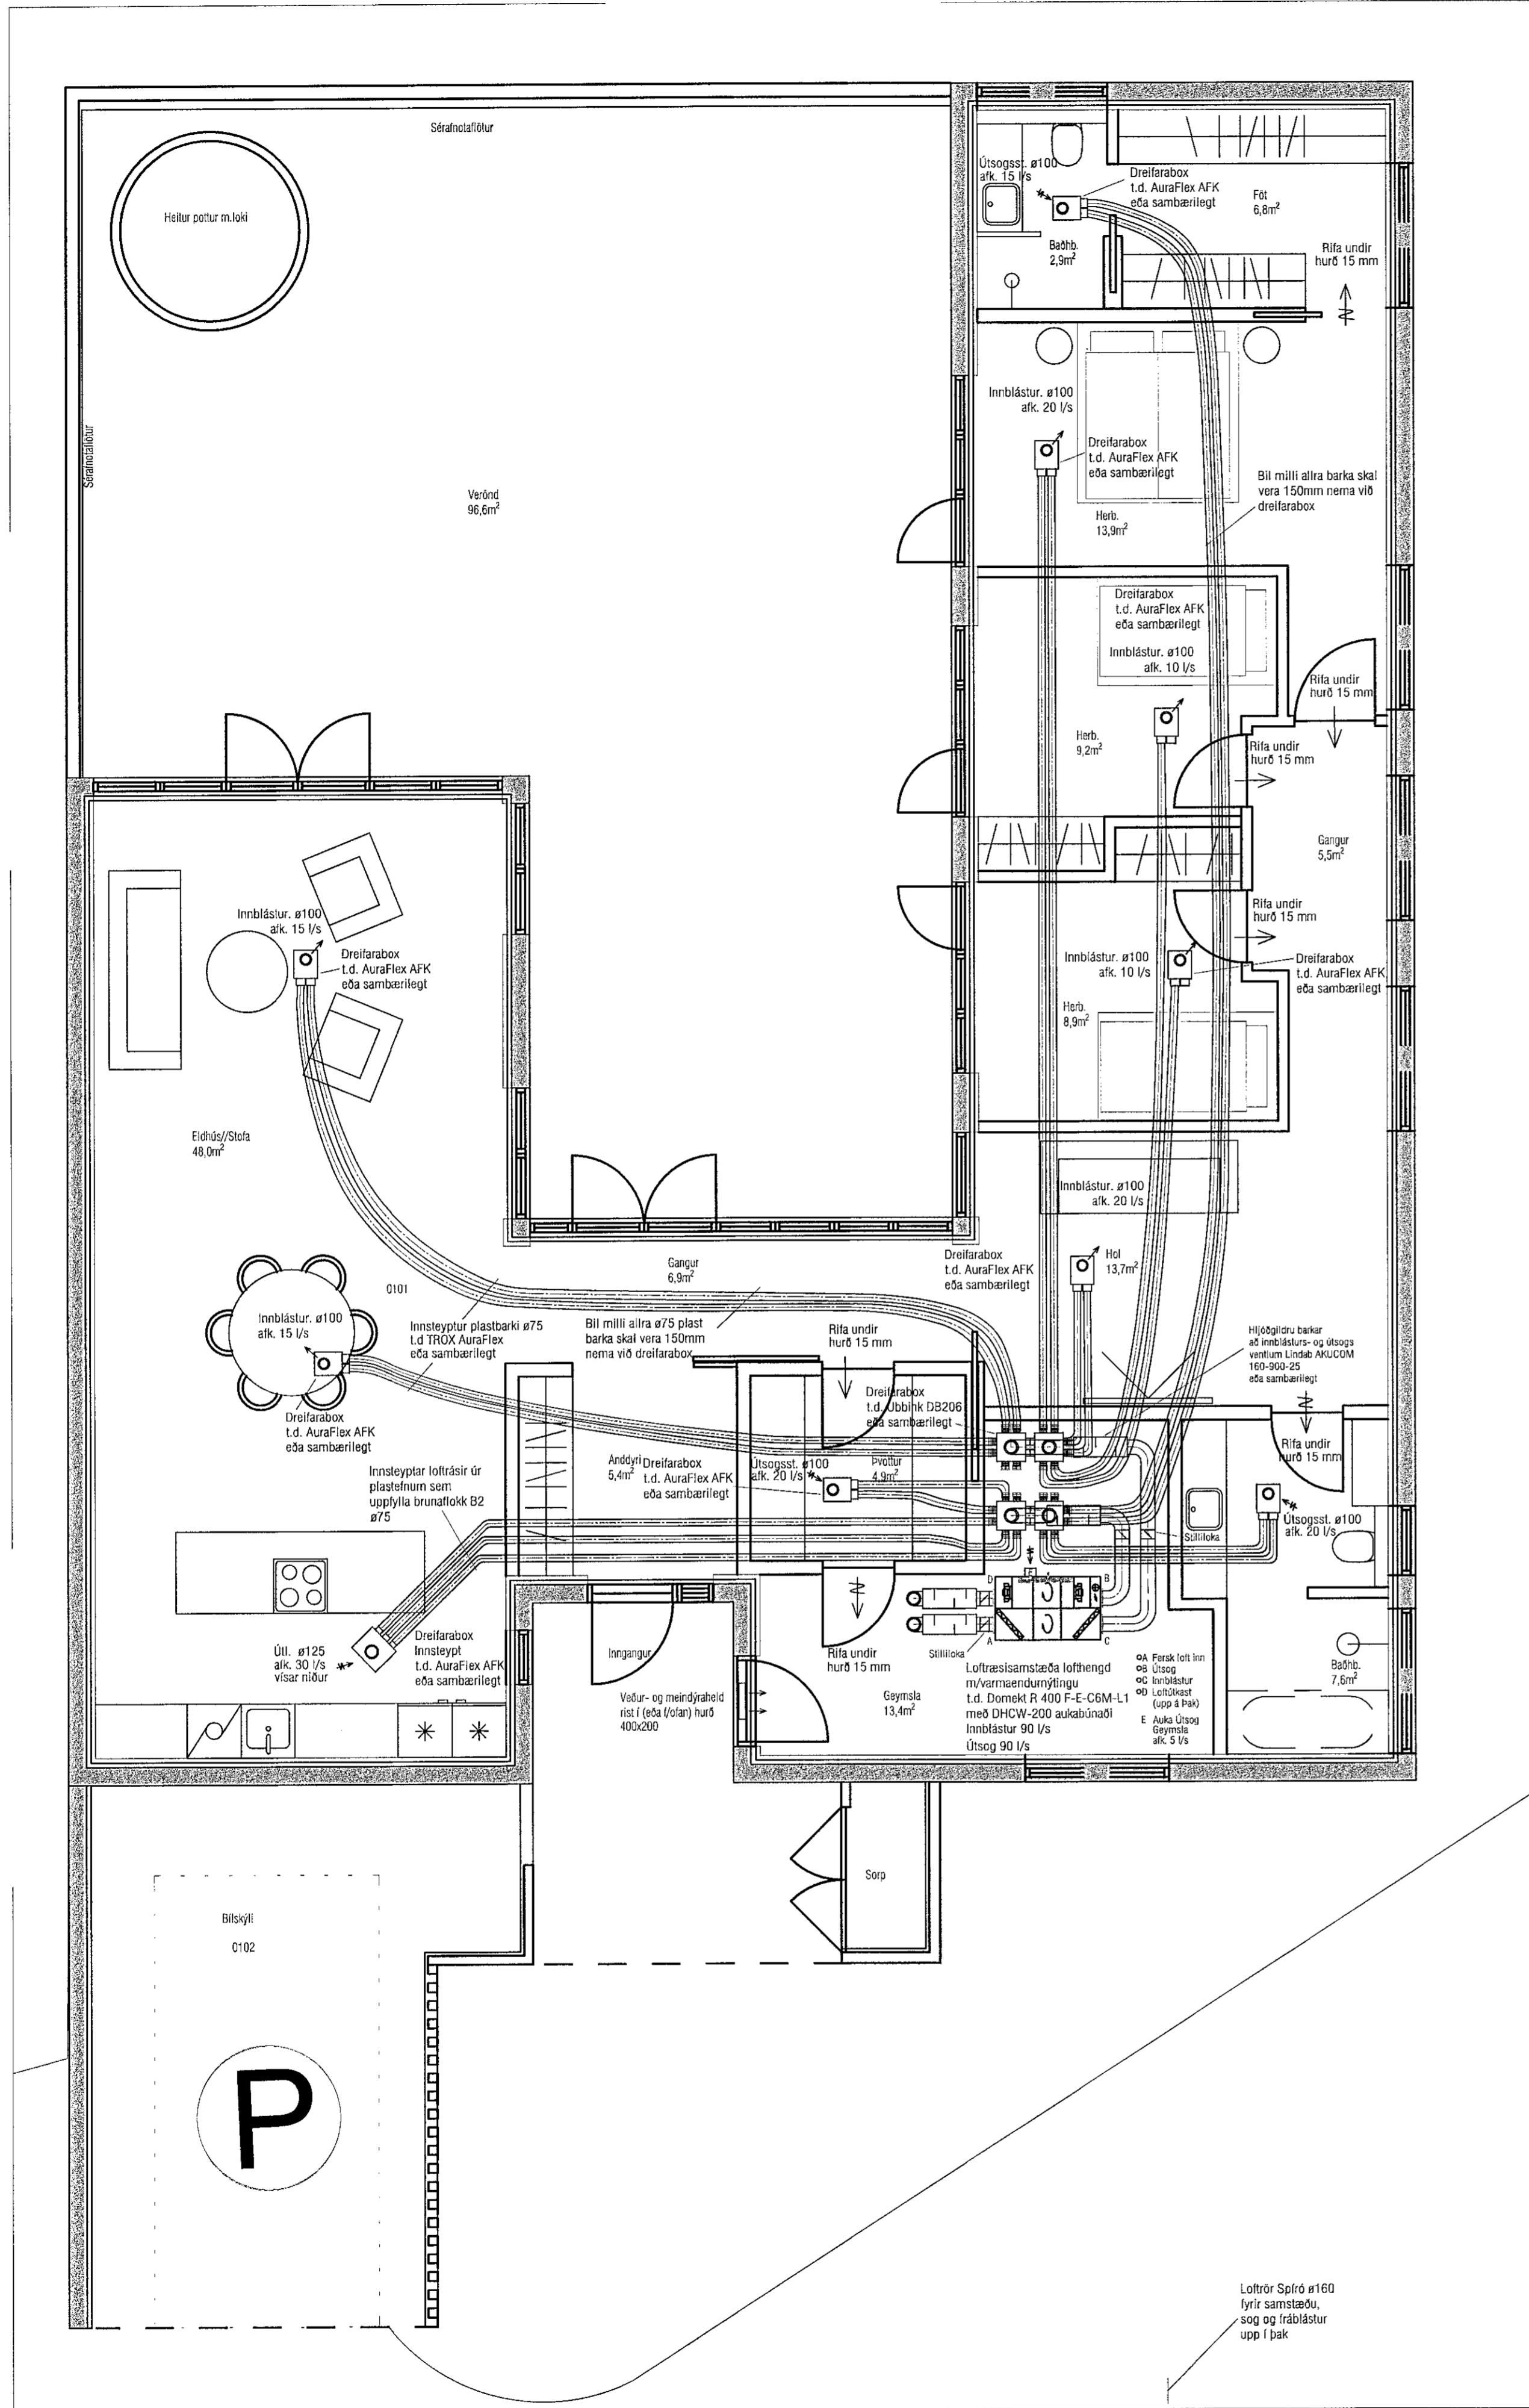 Sérafnotaflötur
Heitur pottur m.loki
Sérafnotaflötur
Verönd
96,6m²
Útsogsst. ø100
afk. 15 l/s
Dreifarabox
t.d. AuraFlex AFK
eða sambærilegt
Föt
6,8m²
Baðhb.
2,9m²
Rifa undir
hurð 15 mm
Innblástur. ø100
afk. 20 l/s
Dreifarabox
t.d. AuraFlex AFK
eða sambærilegt
Bil milli allra barka skal
vera 150mm nema við
dreifarabox
Herb.
13,9m²
Dreifarabox
t.d. AuraFlex AFK
eða sambærilegt
Innblástur. ø100
afk. 10 l/s
Rifa undir
hurð 15 mm
Herb.
9,2m²
Rifa undir
hurð 15 mm
Gangur
5,5m²
Rifa undir
hurð 15 mm
Innblástur. ø100
afk. 10 l/s
Dreifarabox
t.d. AuraFlex AFK
eða sambærilegt
Herb.
8,9m²
Innblástur. ø100
afk. 15 l/s
Dreifarabox
t.d. AuraFlex AFK
eða sambærilegt
Eldhús//Stofa
48,0m²
Innblástur. ø100
afk. 20 l/s
Gangur
6,9m²
Dreifarabox
t.d. AuraFlex AFK
eða sambærilegt
Hol
13,7m²
0101
Innblástur. ø100
afk. 15 l/s
Innsteyptur plastbarki ø75
t.d TROX AuraFlex
eða sambærilegt
Bil milli allra ø75 plast
barka skal vera 150mm
nema við dreifarabox
Rifa undir
hurð 15 mm
Hljóðgildru barkar
að innblásturs- og útsogs
ventlum Lindab AKUCOM
160-900-25
eða sambærilegt
Dreifarabox
t.d. AuraFlex AFK
eða sambærilegt
Dreifarabox
t.d. Ubbink DB206
eða sambærilegt
Rifa undir
hurð 15 mm
Innsteyptar loftrásir úr
plastefnum sem
uppfylla brunaflokk B2
ø75
Anddyri
5,4m²
Dreifarabox
t.d. AuraFlex AFK
eða sambærilegt
Útsogsst. ø100
afk. 20 l/s
Þvottur
4,9m²
Stilliloka
Útsogsst. ø100
afk. 20 l/s
E
D
B
A
C
Útl. ø125
afk. 30 l/s
vísar niður
Dreifarabox
Innsteypt
t.d. AuraFlex AFK
eða sambærilegt
Inngangur
Rifa undir
hurð 15 mm
Stilliloka
Loftræsisamstæða lofthengd
m/varmaendurnýtingu
t.d. Domekt R 400 F-E-C6M-L1
með DHCW-200 aukabúnaði
Innblástur 90 l/s
Útsog 90 l/s
A Fersk loft inn
B Útsog
C Innblástur
D Loftútkast
(upp á þak)
E Auka Útsog
Geymsla
afk. 5 l/s
Baðhb.
7,6m²
Veður- og meindýraheld
rist í (eða í/ofan) hurð
400x200
Geymsla
13,4m²
Sorp
Bílskýli
0102
P
Loftrör Spíró ø160
fyrir samstæðu,
sog og fráblástur
upp í þak